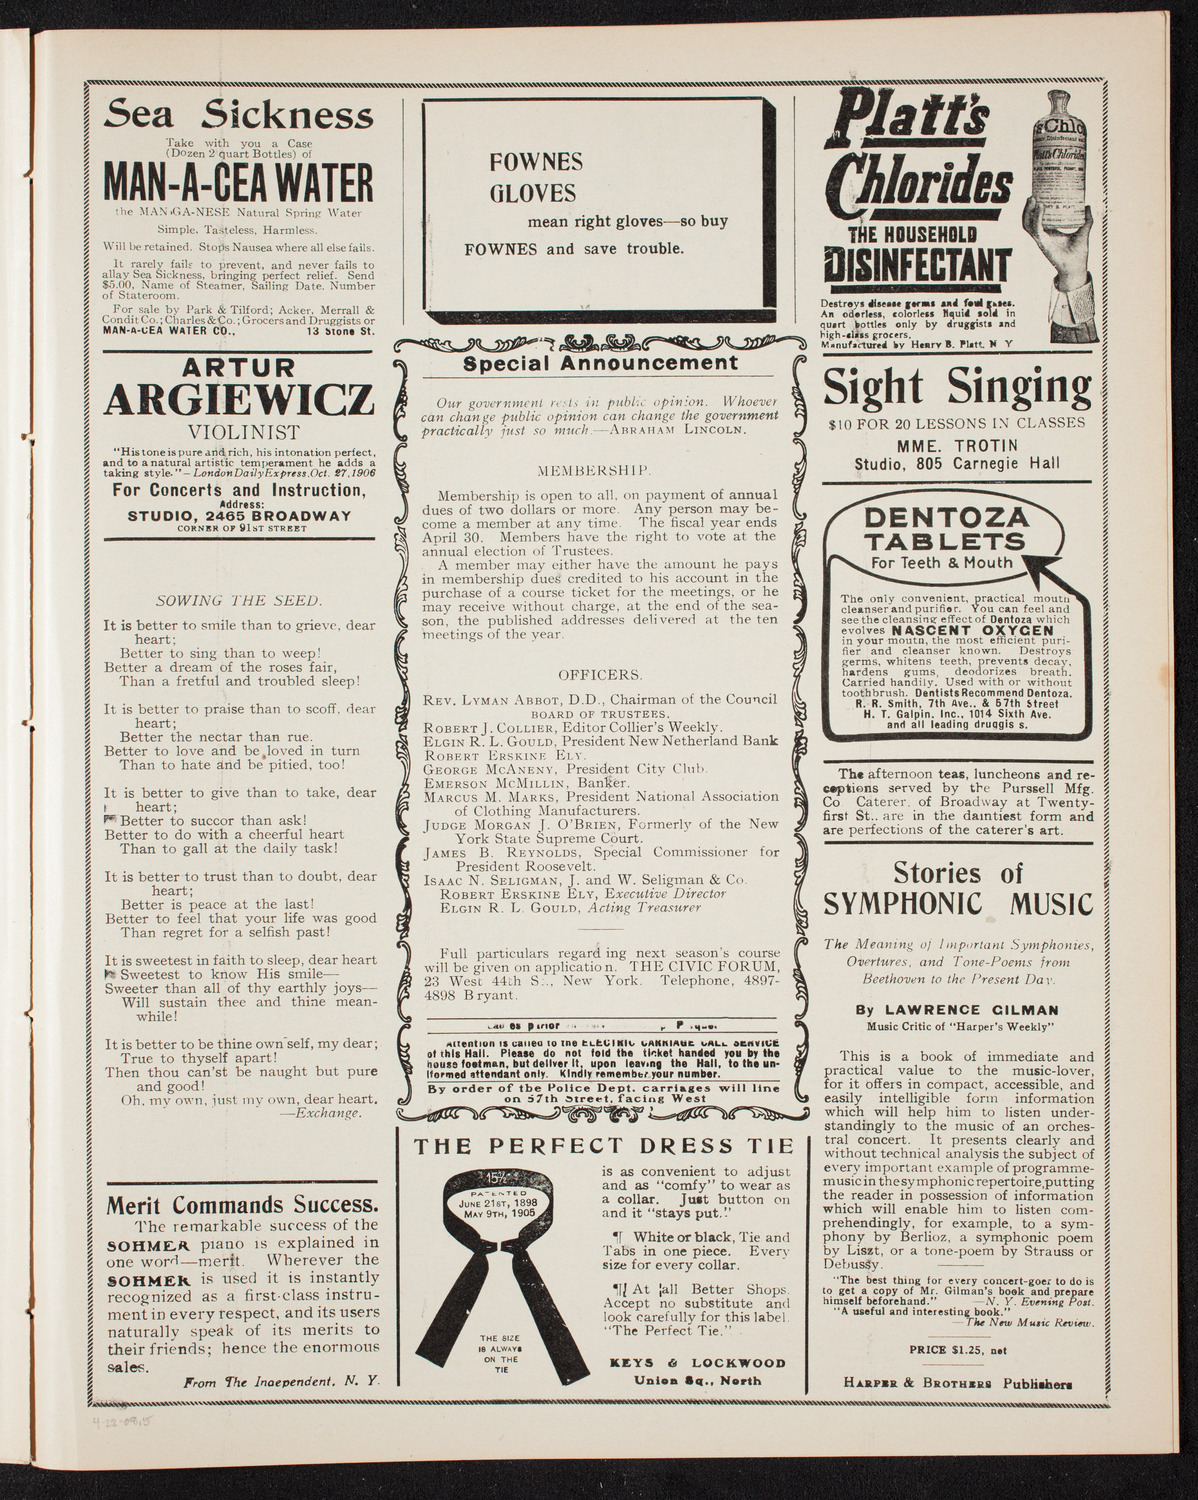 Sea Sickness
Take with you a Case
(Dozen 2 quart Bottles) of
MAN-A-CEA WATER
the MAN-GA-NESE Natural Spring Water
Simple, Tasteless, Harmless.
Will be retained. Stops Nausea where all else fails.
It rarely fails to prevent, and never fails to
allay Sea Sickness, bringing perfect relief. Send
$5.00, Name of Steamer, Sailing Date, Number
of Stateroom.
For sale by Park & Tilford; Acker, Merrall &
Condit Co.; Charles & Co.; Grocers and Druggists or
MAN-A-CEA WATER CO., 13 Stone St.
ARTUR
ARGIEWICZ
VIOLINIST
"His tone is pure and rich, his intonation perfect,
and to a natural artistic temperament he adds a
taking style."—London Daily Express, Oct. 27, 1906
For Concerts and Instruction,
Address:
STUDIO, 2465 BROADWAY
CORNER OF 91ST STREET
SOWING THE SEED.
It is better to smile than to grieve, dear
heart;
Better to sing than to weep!
Better a dream of the roses fair,
Than a fretful and troubled sleep!
It is better to praise than to scoff, dear
heart;
Better the nectar than rue.
Better to love and be loved in turn
Than to hate and be pitied, too!
It is better to give than to take, dear
heart;
Better to succor than ask!
Better to do with a cheerful heart
Than to gall at the daily task!
It is better to trust than to doubt, dear
heart;
Better is peace at the last!
Better to feel that your life was good
Than regret for a selfish past!
It is sweetest in faith to sleep, dear heart
Sweetest to know His smile—
Sweeter than all of thy earthly joys—
Will sustain thee and thine mean-
while!
It is better to be thine own self, my dear;
True to thyself apart!
Then thou can'st be naught but pure
and good!
Oh, my own, just my own, dear heart.
—Exchange.
Merit Commands Success.
The remarkable success of the
SOHMER piano is explained in
one word—merit. Wherever the
SOHMER is used it is instantly
recognized as a first-class instru-
ment in every respect, and its users
naturally speak of its merits to
their friends; hence the enormous
sales.
From The Independent, N. Y.
FOWNES
GLOVES
mean right gloves—so buy
FOWNES and save trouble.
Special Announcement
Our government rests in public opinion. Whoever
can change public opinion can change the government
practically just so much.—ABRAHAM LINCOLN.
MEMBERSHIP.
Membership is open to all, on payment of annual
dues of two dollars or more. Any person may be-
come a member at any time. The fiscal year ends
April 30. Members have the right to vote at the
annual election of Trustees.
A member may either have the amount he pays
in membership dues credited to his account in the
purchase of a course ticket for the meetings, or he
may receive without charge, at the end of the sea-
son, the published addresses delivered at the ten
meetings of the year.
OFFICERS.
REV. LYMAN ABBOT, D.D., Chairman of the Council
BOARD OF TRUSTEES.
ROBERT J. COLLIER, Editor Collier's Weekly.
ELGIN R. L. GOULD, President New Netherland Bank
ROBERT ERSKINE ELY.
GEORGE MCANENY, President City Club.
EMERSON MCMILLIN, Banker.
MARCUS M. MARKS, President National Association
of Clothing Manufacturers.
JUDGE MORGAN J. O'BRIEN, Formerly of the New
York State Supreme Court.
JAMES B. REYNOLDS, Special Commissioner for
President Roosevelt.
ISAAC N. SELIGMAN, J. and W. Seligman & Co.
ROBERT ERSKINE ELY, Executive Director
ELGIN R. L. GOULD, Acting Treasurer
Full particulars regarding next season's course
will be given on application. THE CIVIC FORUM,
23 West 44th S.., New York. Telephone, 4897-
4898 Bryant.
Attention is called to the ELECTRIC CARRIAGE CALL SERVICE
of this Hall. Please do not fold the ticket handed you by the
house footman, but deliver it, upon leaving the Hall, to the un-
iformed attendant only. Kindly remember your number.
By order of the Police Dept. carriages will line
on 57th Street, facing West
THE PERFECT DRESS TIE
15½
PATENTED
JUNE 21ST, 1898
MAY 9TH, 1905
THE SIZE
IS ALWAYS
ON THE
TIE
is as convenient to adjust
and as "comfy" to wear as
a collar. Just button on
and it "stays put."
¶ White or black, Tie and
Tabs in one piece. Every
size for every collar.
¶ At all Better Shops.
Accept no substitute and
look carefully for this label
"The Perfect Tie."
KEYS & LOCKWOOD
Union Sq., North
Platt's
Chlorides
THE HOUSEHOLD
DISINFECTANT
Destroys disease germs and foul gases.
An odorless, colorless liquid sold in
quart bottles only by druggists and
high-class grocers.
Manufactured by Henry B. Platt, N Y
Sight Singing
$10 FOR 20 LESSONS IN CLASSES
MME. TROTIN
Studio, 805 Carnegie Hall
DENTOZA
TABLETS
For Teeth & Mouth
The only convenient, practical mouth
cleanser and purifier. You can feel and
see the cleansing effect of Dentoza which
evolves NASCENT OXYGEN
in your mouth, the most efficient puri-
fier and cleanser known. Destroys
germs, whitens teeth, prevents decay,
hardens gums, deodorizes breath.
Carried handily. Used with or without
toothbrush. Dentists Recommend Dentoza.
R. R. Smith, 7th Ave., & 57th Street
H. T. Galpin, Inc., 1014 Sixth Ave.
and all leading druggis s.
The afternoon teas, luncheons and re-
ceptions served by the Purssell Mfg.
Co Caterer, of Broadway at Twenty-
first St., are in the daintiest form and
are perfections of the caterer's art.
Stories of
SYMPHONIC MUSIC
The Meaning of Important Symphonies,
Overtures, and Tone-Poems from
Beethoven to the Present Day.
By LAWRENCE GILMAN
Music Critic of "Harper's Weekly"
This is a book of immediate and
practical value to the music-lover,
for it offers in compact, accessible, and
easily intelligible form information
which will help him to listen under-
standingly to the music of an orches-
tral concert. It presents clearly and
without technical analysis the subject of
every important example of programme-
music in the symphonic repertoire, putting
the reader in possession of information
which will enable him to listen com-
prehendingly, for example, to a sym-
phony by Berlioz, a symphonic poem
by Liszt, or a tone-poem by Strauss or
Debussy.
"The best thing for every concert-goer to do is
to get a copy of Mr. Gilman's book and prepare
himself beforehand." —N. Y. Evening Post.
"A useful and interesting book."
—The New Music Review.
PRICE $1.25, net
HARPER & BROTHERS Publishers